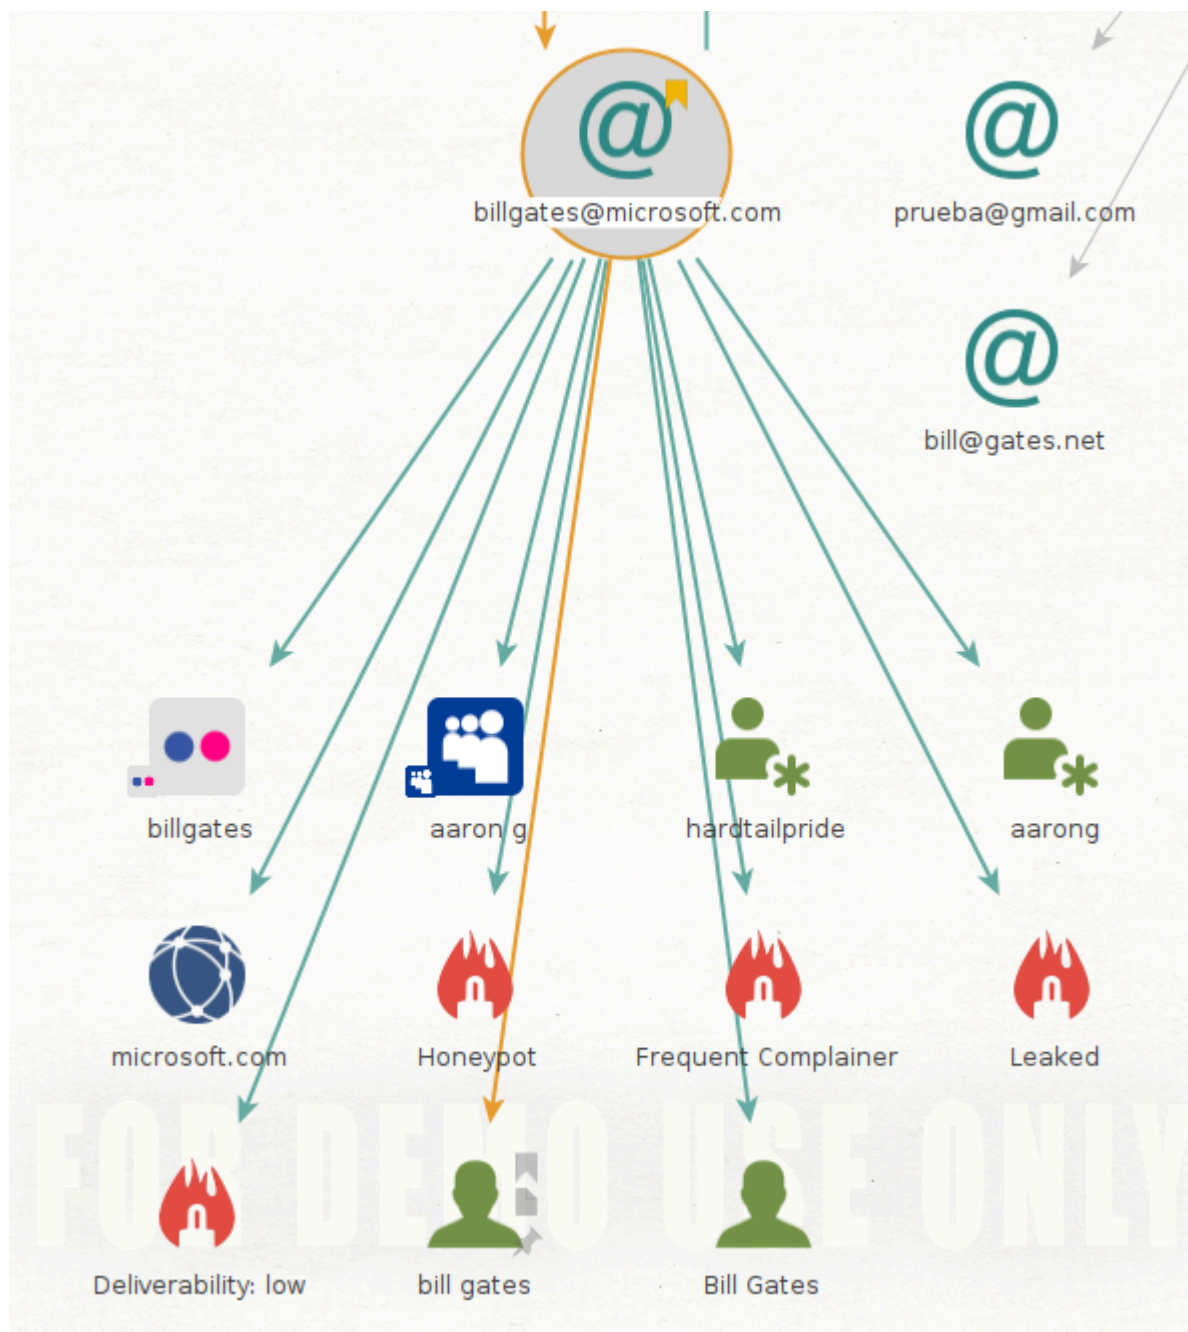 billgates@microsoft.com
prueba@gmail.com
bill@gates.net
billgates
aaron g
hardtailpride
aarong
microsoft.com
Honeypot
Frequent Complainer
Leaked
FOR DEMO USE ONLY
Deliverability: low
bill gates
Bill Gates